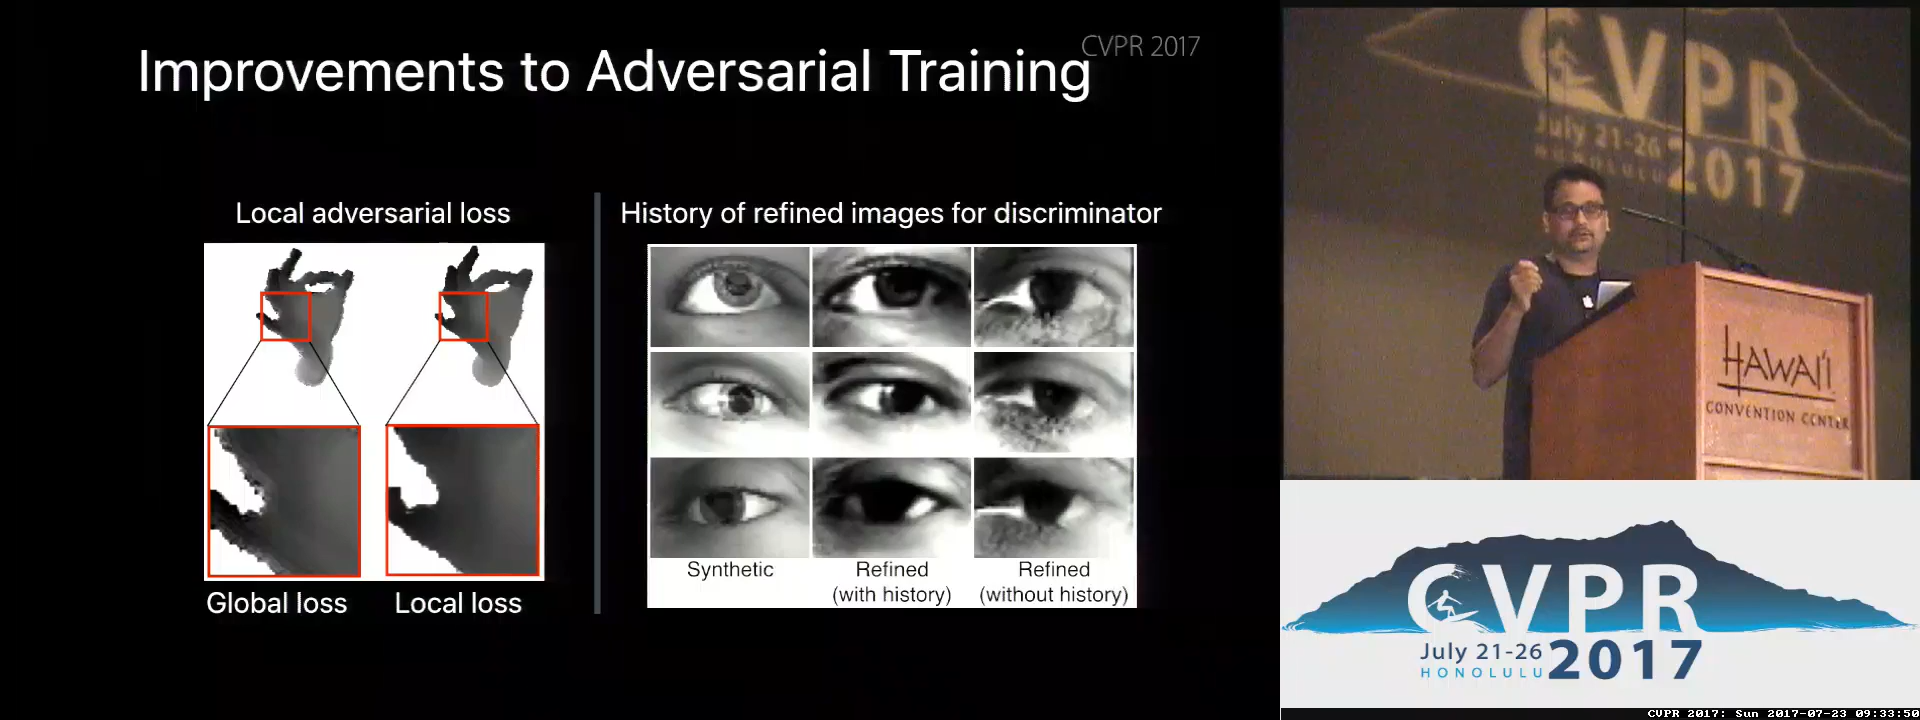 Improvements to Adversarial Training
CVPR 2017
Local adversarial loss
History of refined images for discriminator
Synthetic
Refined
(with history)
Refined
(without history)
Global loss
Local loss
CVPR
July 21-26
HONOLULU
2017
HAWAI'I
CONVENTION CENTER
CVPR
July 21-26
HONOLULU
2017
CVPR 2017: Sun 2017-07-23 09:33:50